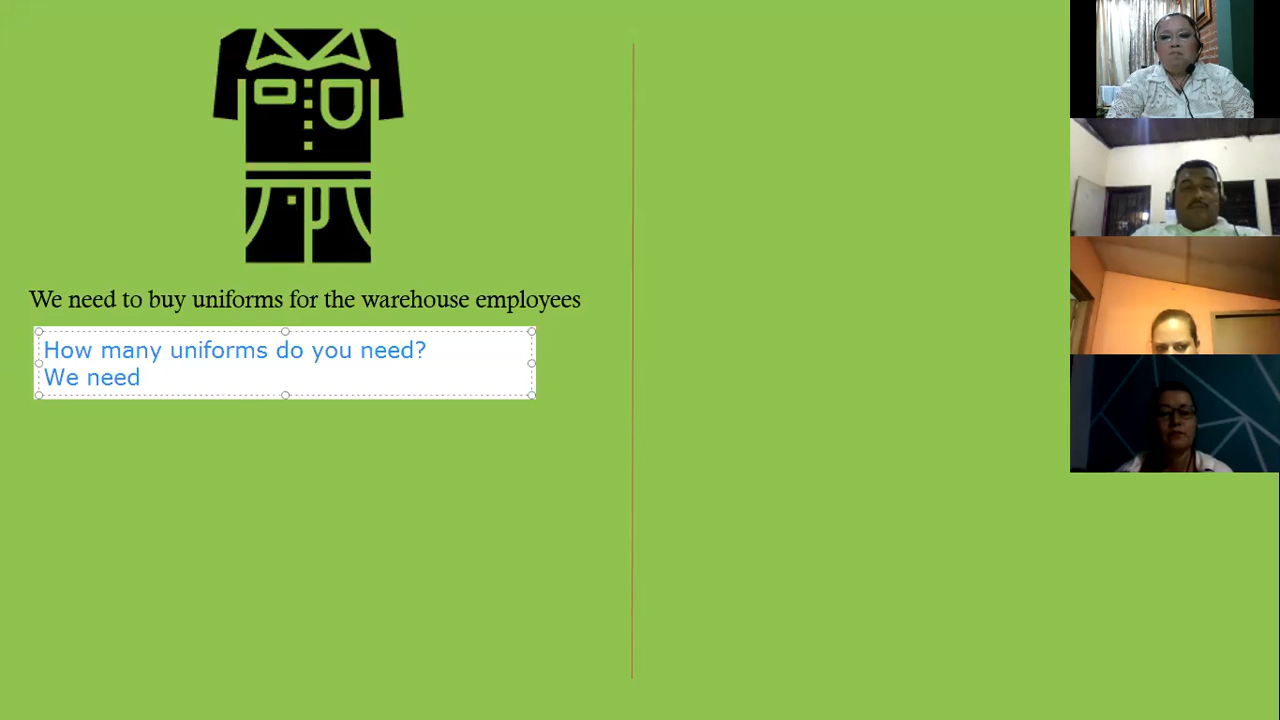 We need to buy uniforms for the warehouse employees
How many uniforms do you need?
We need